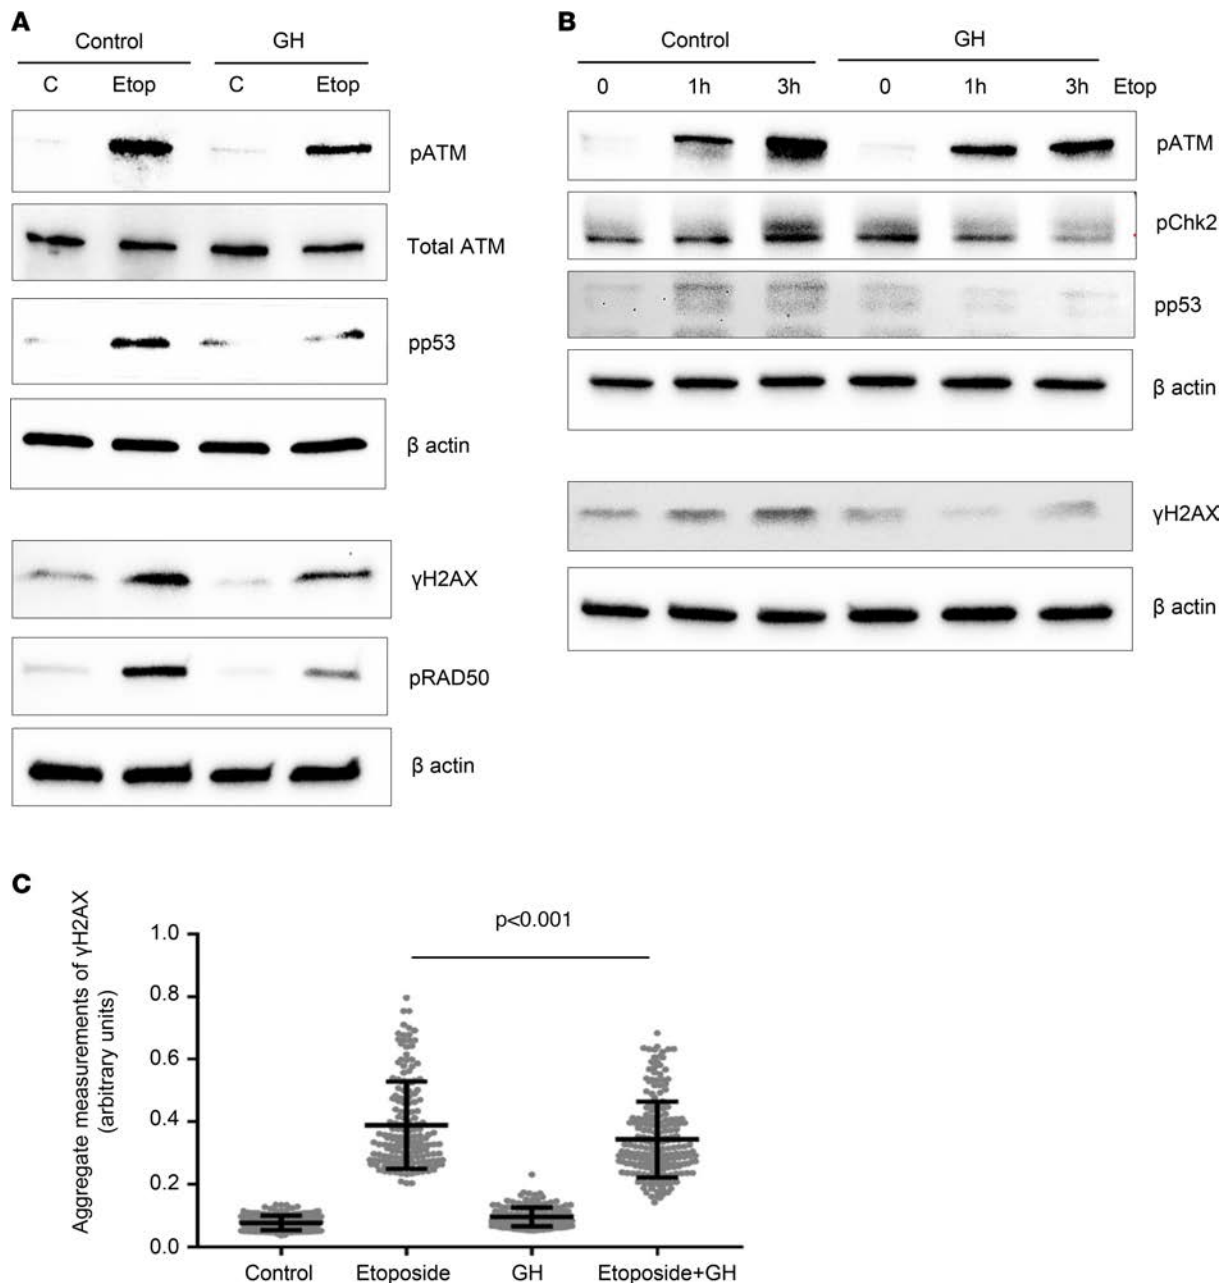 A
Control GH
C Etop C Etop
pATM
Total ATM
pp53
β actin
γH2AX
pRAD50
β actin
B
Control GH
0 1h 3h 0 1h 3h Etop
pATM
pChk2
pp53
β actin
γH2AX
β actin
C
Aggregate measurements of γH2AX
(arbitrary units)
p<0.001
1.0
0.8
0.6
0.4
0.2
0.0
Control Etoposide GH Etoposide+GH